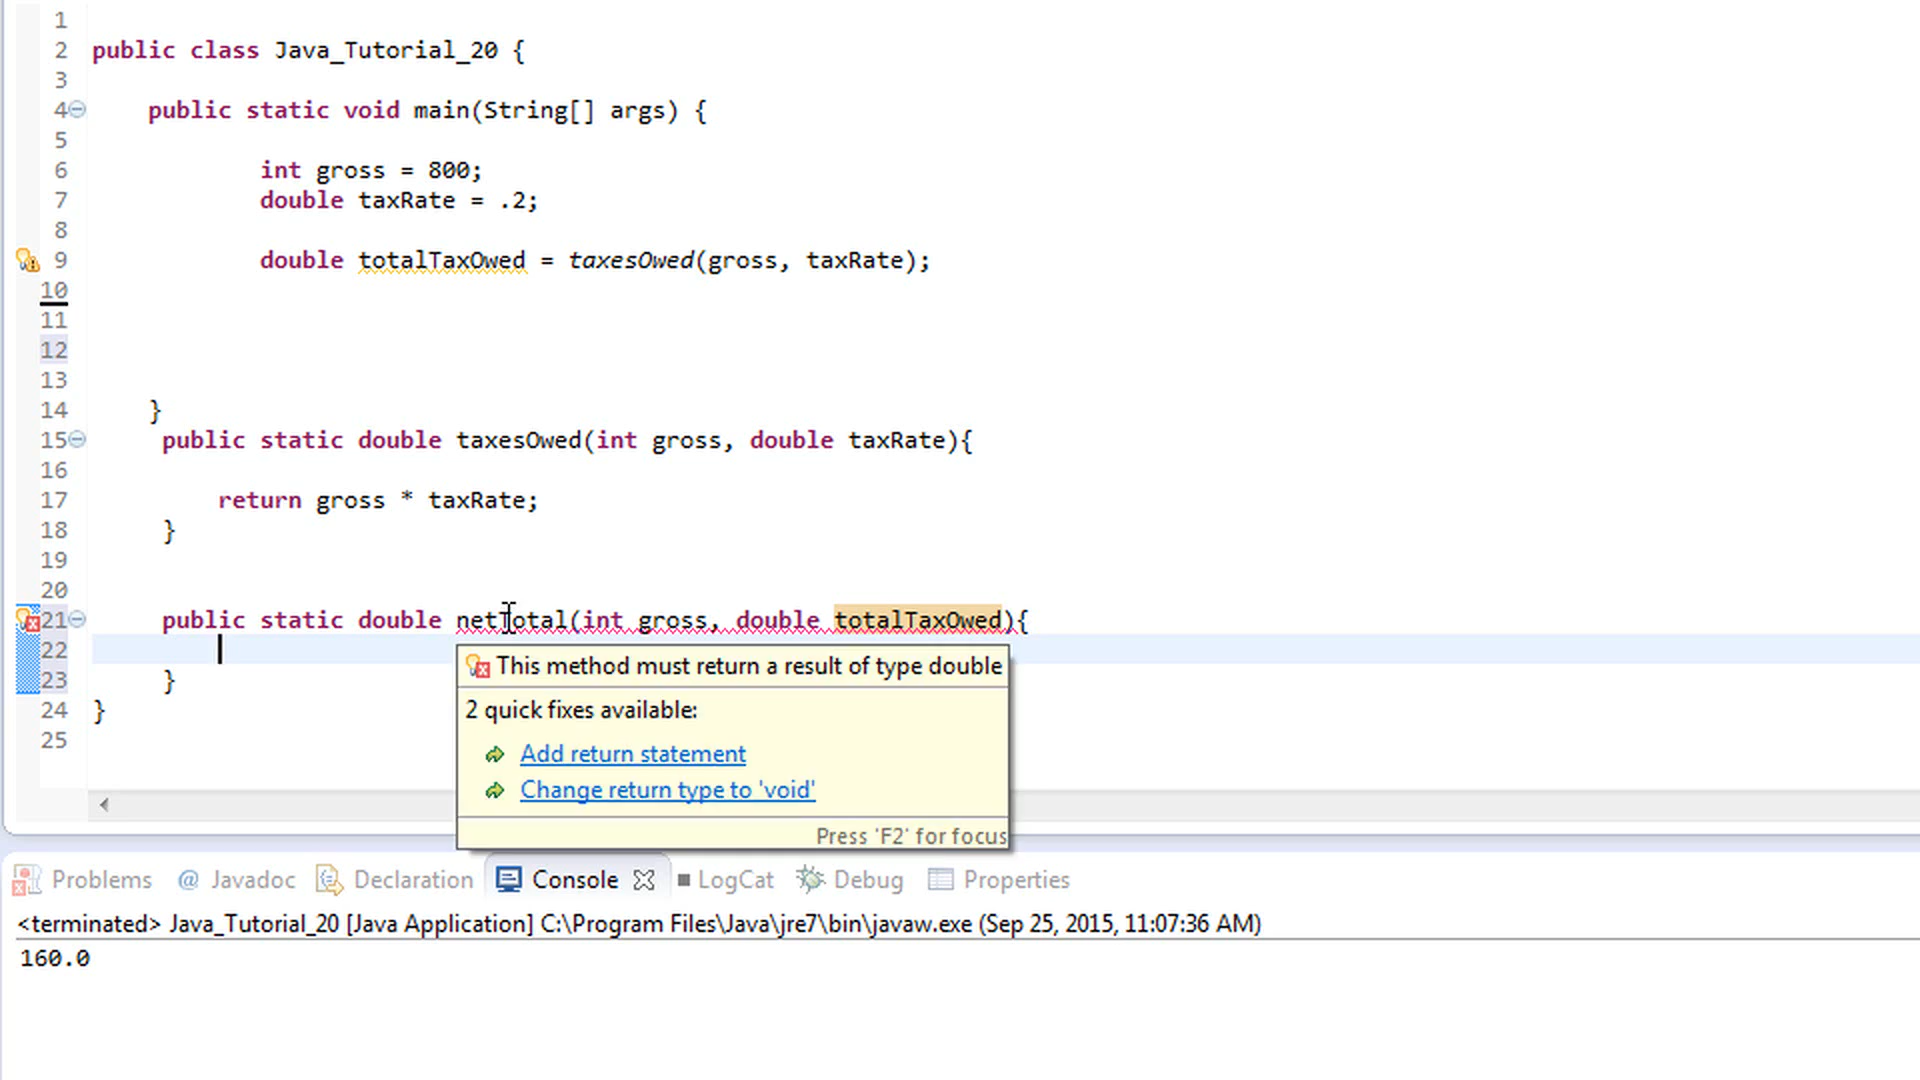 1
2 public class Java_Tutorial_20 {
3
4 public static void main(String[] args) {
5
6 int gross = 800;
7 double taxRate = .2;
8
9 double totalTaxOwed = taxesOwed(gross, taxRate);
10
11
12
13
14 }
15 public static double taxesOwed(int gross, double taxRate){
16
17 return gross * taxRate;
18 }
19
20
21 public static double netTotal(int gross, double totalTaxOwed){
22
This method must return a result of type double
23 }
2 quick fixes available:
24 }
25
Add return statement
Change return type to 'void'
Press 'F2' for focus
Problems @ Javadoc Declaration Console LogCat Debug Properties
<terminated> Java_Tutorial_20 [Java Application] C:\Program Files\Java\jre7\bin\javaw.exe (Sep 25, 2015, 11:07:36 AM)
160.0